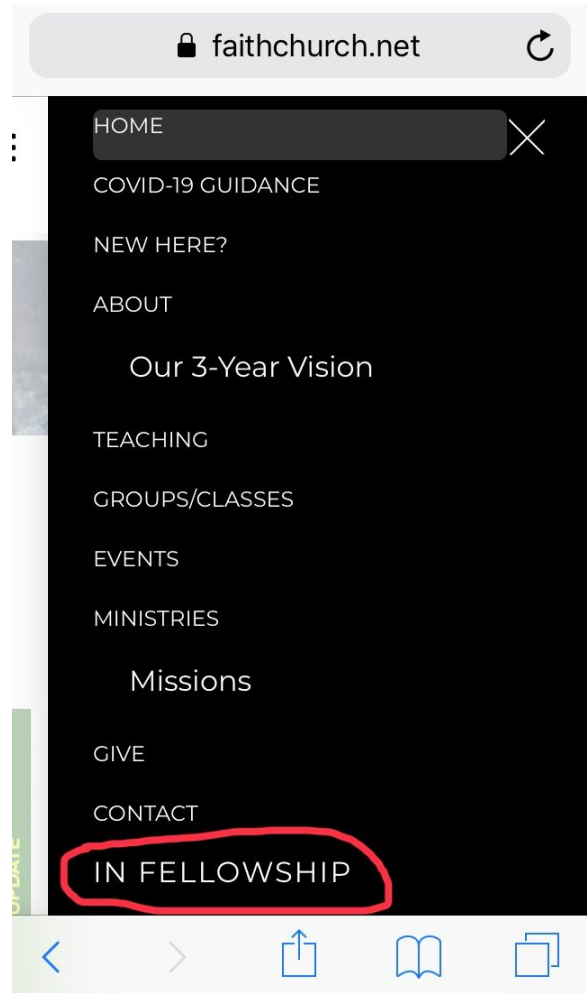 faithchurch.net
HOME
COVID-19 GUIDANCE
NEW HERE?
ABOUT
Our 3-Year Vision
TEACHING
GROUPS/CLASSES
EVENTS
MINISTRIES
Missions
GIVE
CONTACT
IN FELLOWSHIP
UPDATE